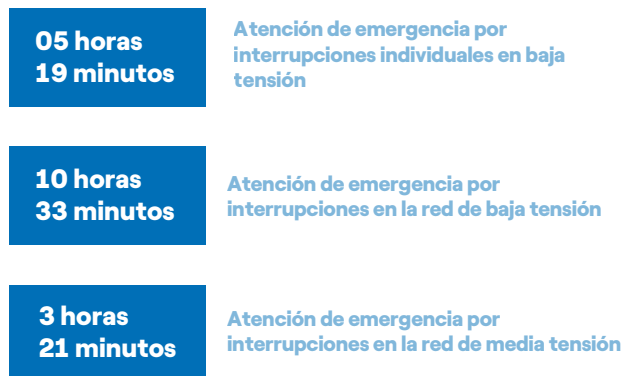 05 horas
19 minutos
Atención de emergencia por
interrupciones individuales en baja
tensión
10 horas
33 minutos
Atención de emergencia por
interrupciones en la red de baja tensión
3 horas
21 minutos
Atención de emergencia por
interrupciones en la red de media tensión